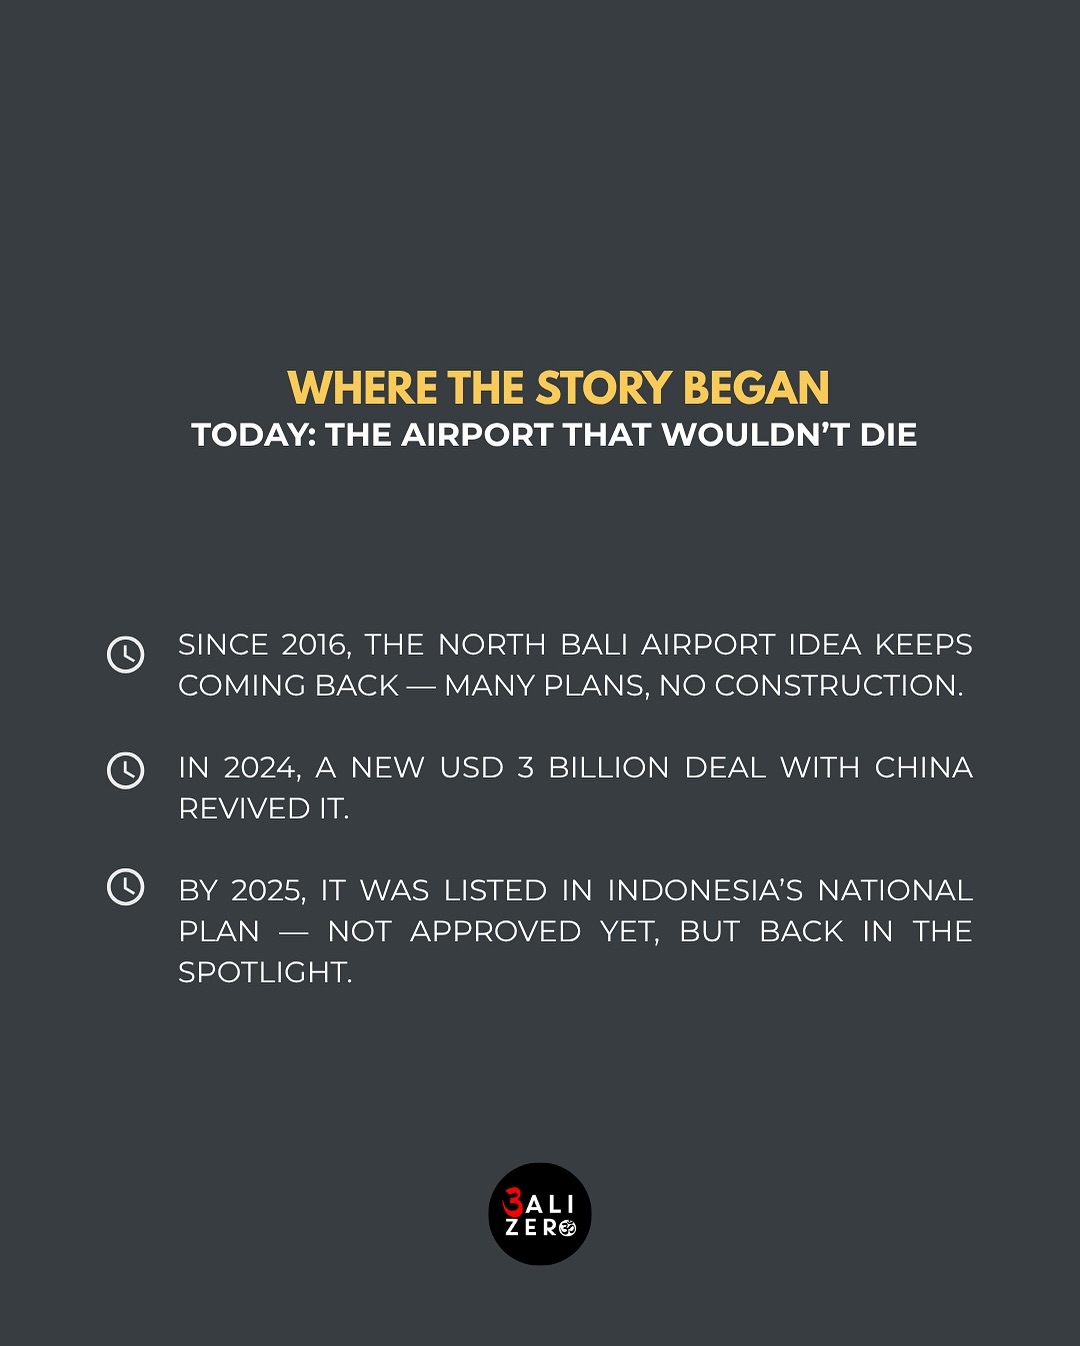 WHERE THE STORY BEGAN
TODAY: THE AIRPORT THAT WOULDN’T DIE
SINCE 2016, THE NORTH BALI AIRPORT IDEA KEEPS
COMING BACK — MANY PLANS, NO CONSTRUCTION.
IN 2024, A NEW USD 3 BILLION DEAL WITH CHINA
REVIVED IT.
BY 2025, IT WAS LISTED IN INDONESIA’S NATIONAL
PLAN — NOT APPROVED YET, BUT BACK IN THE
SPOTLIGHT.
BALI
ZERO